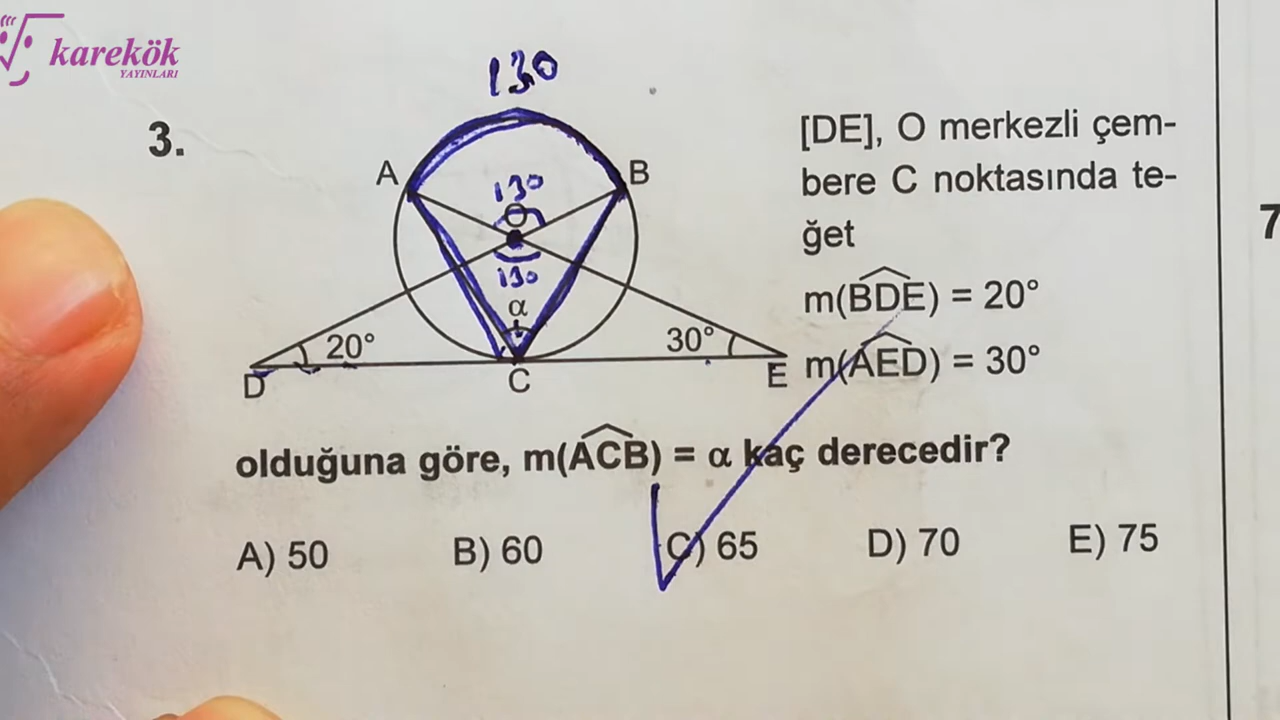 karekök
YAYINLARI
130
3.
[DE], O merkezli çem-
bere C noktasında te-
ğet
m(BDE) = 20°
m(AED) = 30°
A
B
130
O
130
α
20°
30°
D
C
E
7
olduğuna göre, m(ACB) = α kaç derecedir?
A) 50 B) 60 C) 65 D) 70 E) 75